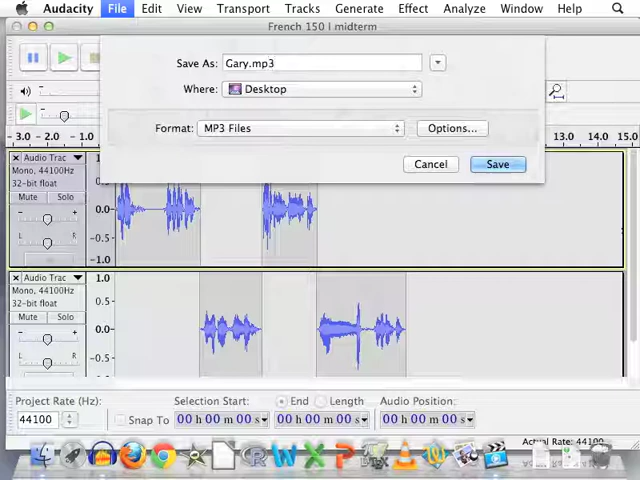 Audacity File Edit View Transport Tracks Generate Effect Analyze Window Help
French 150 | midterm
Save As: Gary.mp3
Where: Desktop
Format: MP3 Files Options...
Cancel Save
- 3.0 - 2.0 13.0 14.0 15.0
Audio Trac 1.0
Mono, 44100Hz
32-bit float
Mute Solo
0.0
L R
-0.5
-1.0
Audio Trac 1.0
Mono, 44100Hz
32-bit float
Mute Solo
0.0
L R
-0.5
Project Rate (Hz): Selection Start: End Length Audio Position:
44100 Snap To 00 h 00 m 00 s 00 h 00 m 00 s 00 h 00 m 00 s
Actual Rate: 44100